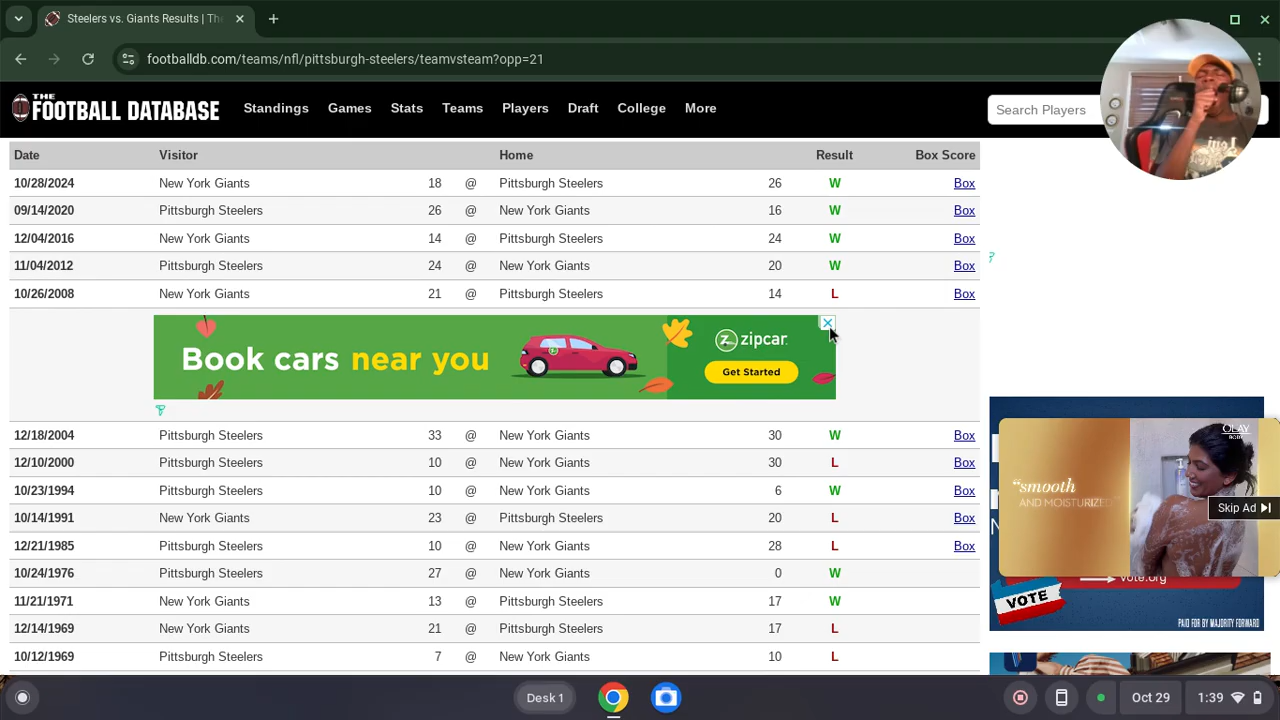 Steelers vs. Giants Results | The
footballdb.com/teams/nfl/pittsburgh-steelers/teamvsteam?opp=21
THE FOOTBALL DATABASE
Standings Games Stats Teams Players Draft College More
Search Players
Date Visitor Home Result Box Score
10/28/2024 New York Giants 18 @ Pittsburgh Steelers 26 W Box
09/14/2020 Pittsburgh Steelers 26 @ New York Giants 16 W Box
12/04/2016 New York Giants 14 @ Pittsburgh Steelers 24 W Box
11/04/2012 Pittsburgh Steelers 24 @ New York Giants 20 W Box
10/26/2008 New York Giants 21 @ Pittsburgh Steelers 14 L Box
Book cars near you
zipcar
Get Started
12/18/2004 Pittsburgh Steelers 33 @ New York Giants 30 W Box
12/10/2000 Pittsburgh Steelers 10 @ New York Giants 30 L Box
10/23/1994 Pittsburgh Steelers 10 @ New York Giants 6 W Box
10/14/1991 New York Giants 23 @ Pittsburgh Steelers 20 L Box
12/21/1985 Pittsburgh Steelers 10 @ New York Giants 28 L Box
10/24/1976 Pittsburgh Steelers 27 @ New York Giants 0 W
11/21/1971 New York Giants 13 @ Pittsburgh Steelers 17 W
12/14/1969 New York Giants 21 @ Pittsburgh Steelers 17 L
10/12/1969 Pittsburgh Steelers 7 @ New York Giants 10 L
OLAY
BODY
"smooth
AND MOISTURIZED"
Skip Ad
vote.org
VOTE
PAID FOR BY MAJORITY FORWARD
Desk 1
Oct 29
1:39